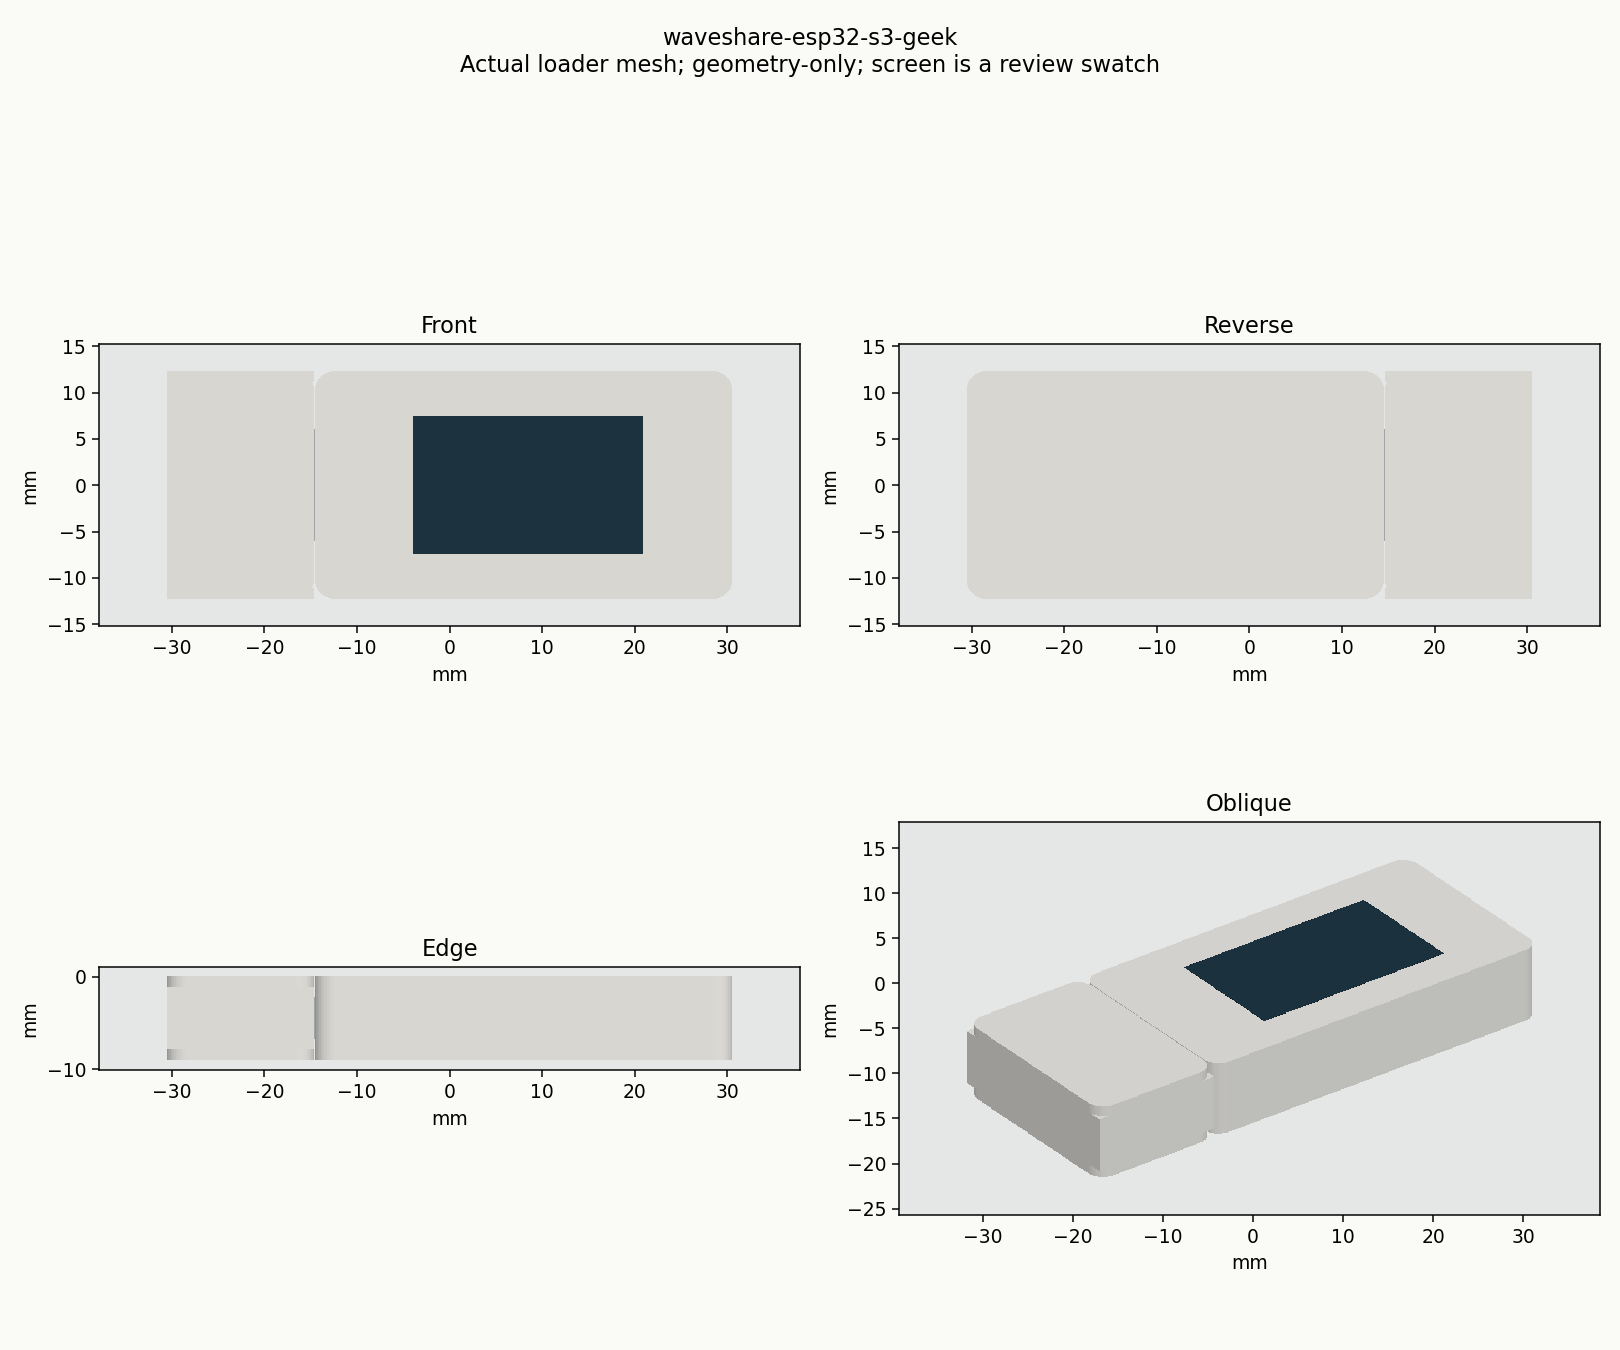 waveshare-esp32-s3-geek
Actual loader mesh; geometry-only; screen is a review swatch
Front
15
10
5
0
−5
−10
−15
mm
−30 −20 −10 0 10 20 30
mm
Reverse
15
10
5
0
−5
−10
−15
mm
−30 −20 −10 0 10 20 30
mm
Edge
0
−10
mm
−30 −20 −10 0 10 20 30
mm
Oblique
15
10
5
0
−5
−10
−15
−20
−25
mm
−30 −20 −10 0 10 20 30
mm